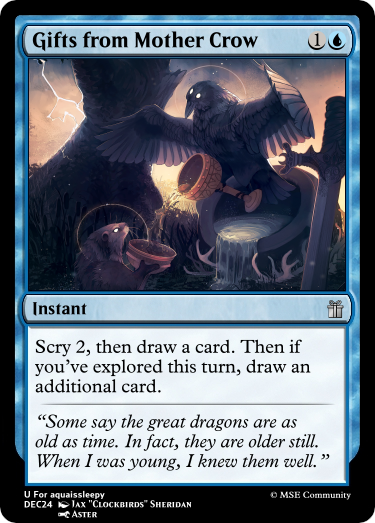 Gifts from Mother Crow 1
Instant
Scry 2, then draw a card. Then if
you've explored this turn, draw an
additional card.
“Some say the great dragons are as
old as time. In fact, they are older still.
When I was young, I knew them well.”
U For aquaissleepy
DEC24 Jax "Clockbirds" Sheridan © MSE Community
Aster